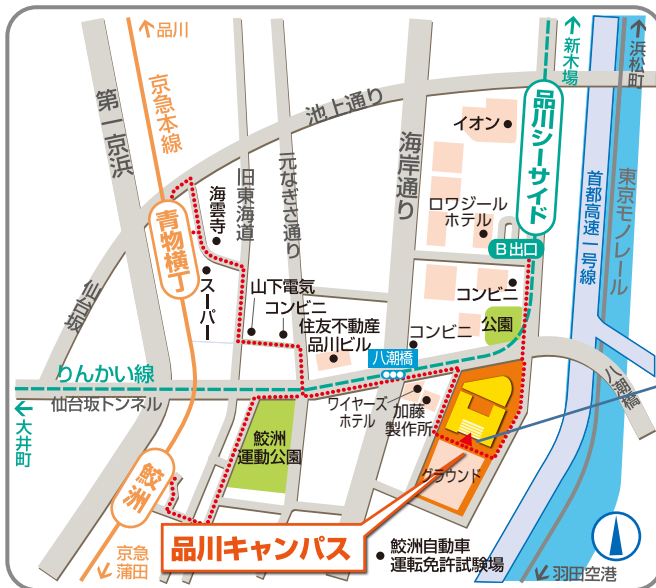 品川
新木場
浜松町
京急本線
第一京浜
池上通り
海岸通り
イオン
品川シーサイド
首都高速一号線
東京モノレール
海雲寺
旧東海道
元なぎさ通り
ロワジール
ホテル
青物横丁
B出口
仙台坂
スーパー
山下電気
コンビニ
住友不動産
品川ビル
コンビニ
コンビニ
公園
八潮橋
りんかい線
仙台坂トンネル
ワイヤーズ
ホテル
加藤
製作所
八潮橋
大井町
鮫洲
運動公園
グラウンド
鮫洲
品川キャンパス
京急
蒲田
鮫洲自動車
運転免許試験場
羽田空港